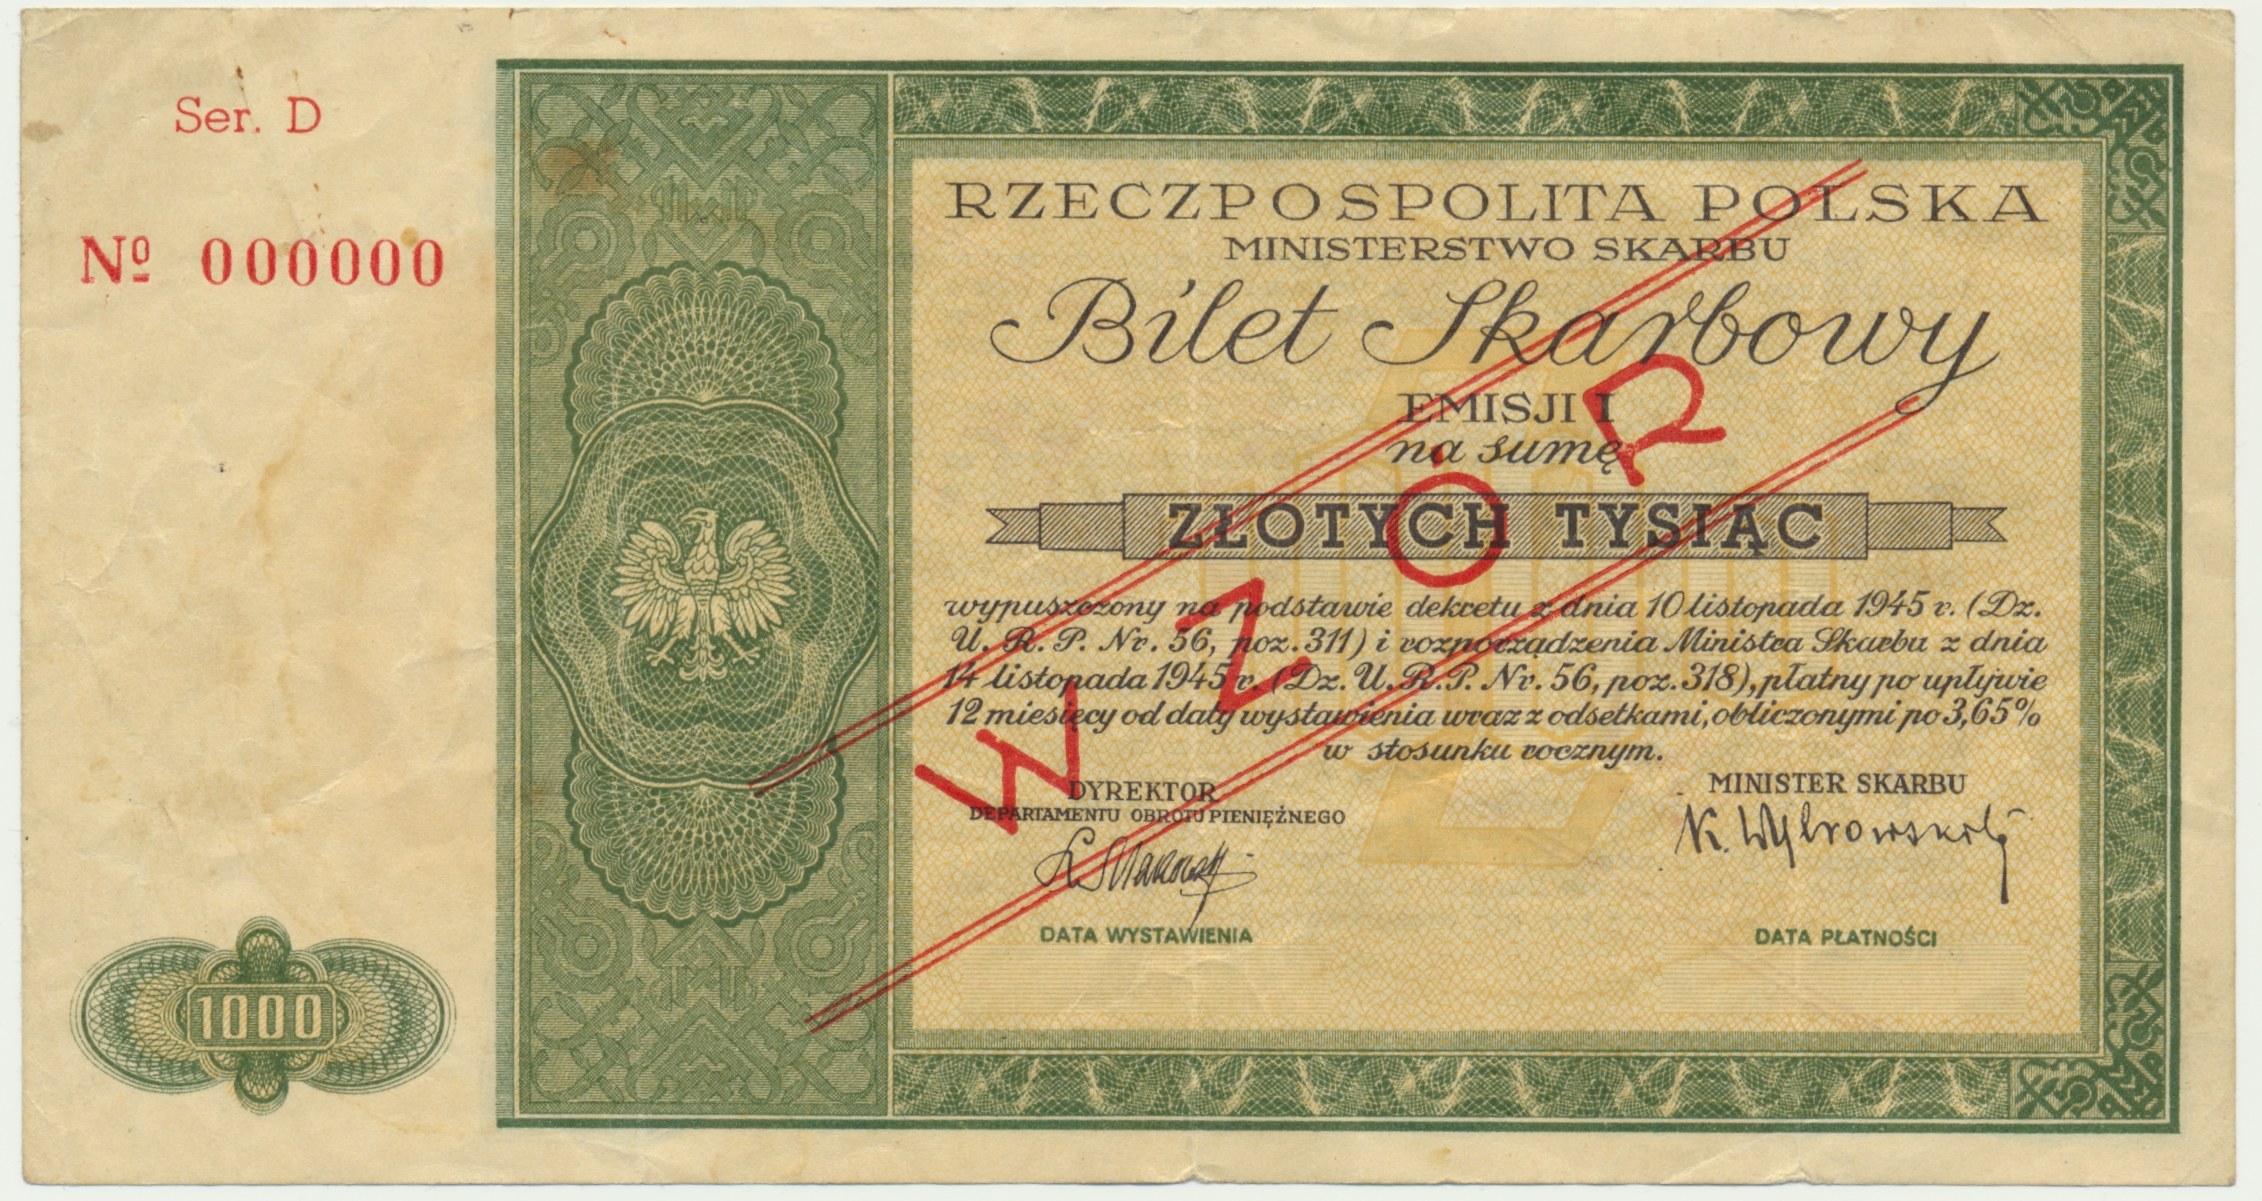 Ser. D
Nº 000000
1000
RZECZPOSPOLITA POLSKA
MINISTERSTWO SKARBU
Bilet Skarbowy
EMISJI I
na sumę
ZŁOTYCH TYSIĄC
wypuszczony na podstawie dekretu z dnia 10 listopada 1945 r. (Dz.
U. R. P. Nr. 56, poz. 311) i rozporządzenia Ministra Skarbu z dnia
14 listopada 1945 r. (Dz. U. R. P. Nr. 56, poz. 318), płatny po upływie
12 miesięcy od daty wystawienia wraz z odsetkami, obliczonymi po 3,65%
w stosunku rocznym.
DYREKTOR
DEPARTAMENTU OBROTU PIENIĘŻNEGO
MINISTER SKARBU
DATA WYSTAWIENIA
DATA PŁATNOŚCI
WZÓR